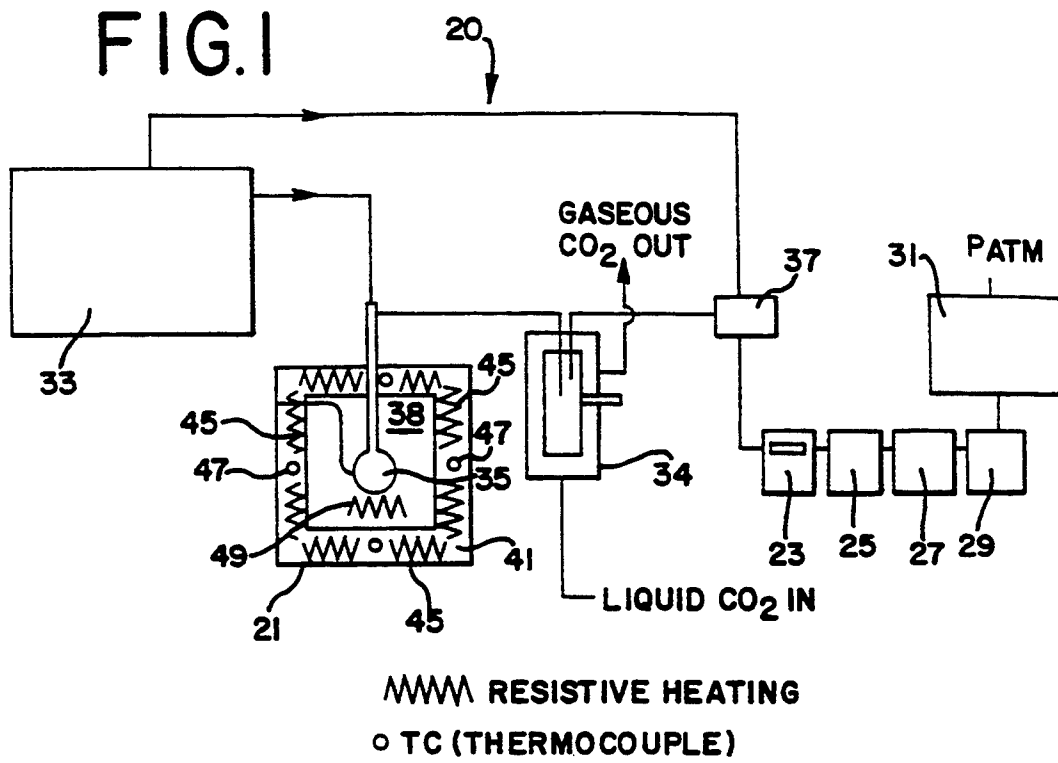 FIG.1
20
GASEOUS
CO2 OUT
37
31
PATM
33
45
38
45
47
47
35
34
49
41
23
25
27
29
21
45
LIQUID CO2 IN
RESISTIVE HEATING
TC (THERMOCOUPLE)